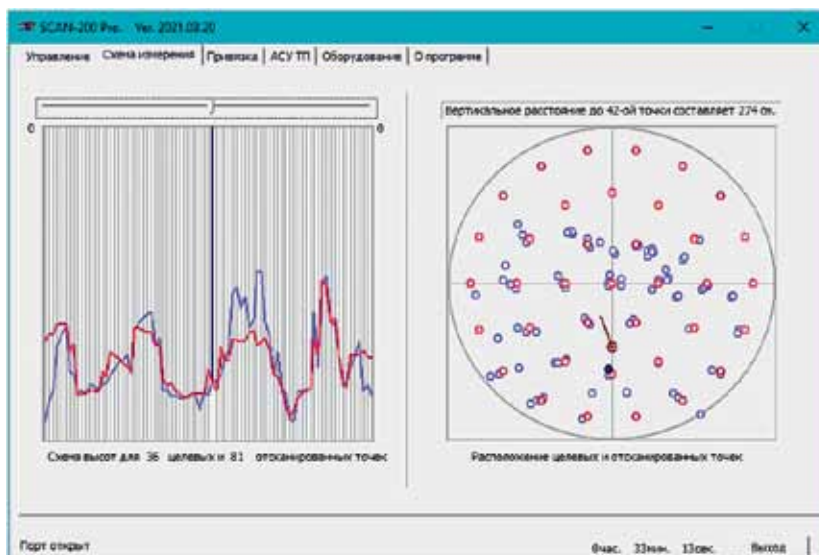 SCAN-200 Pro. Ver. 2021.03.20
Управление Схема измерения Привязка АСУ ТП Оборудование О програме
Вертикальное расстояние до 42-ой точки составляет 274 см.
0 0
Схема высот для 36 целевых и 81 отсканированных точек
Расположение целевых и отсканированных точек
Порт открыт
0час. 33мин. 13сек. Выход